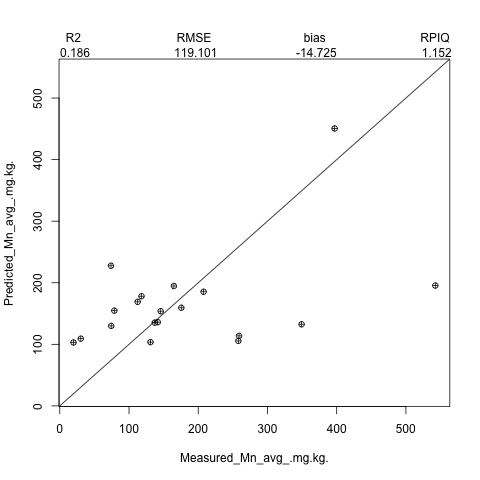 R2 RMSE bias RPIQ
0.186 119.101 -14.725 1.152
500
400
300
200
100
0
Predicted_Mn_avg_.mg.kg.
0 100 200 300 400 500
Measured_Mn_avg_.mg.kg.